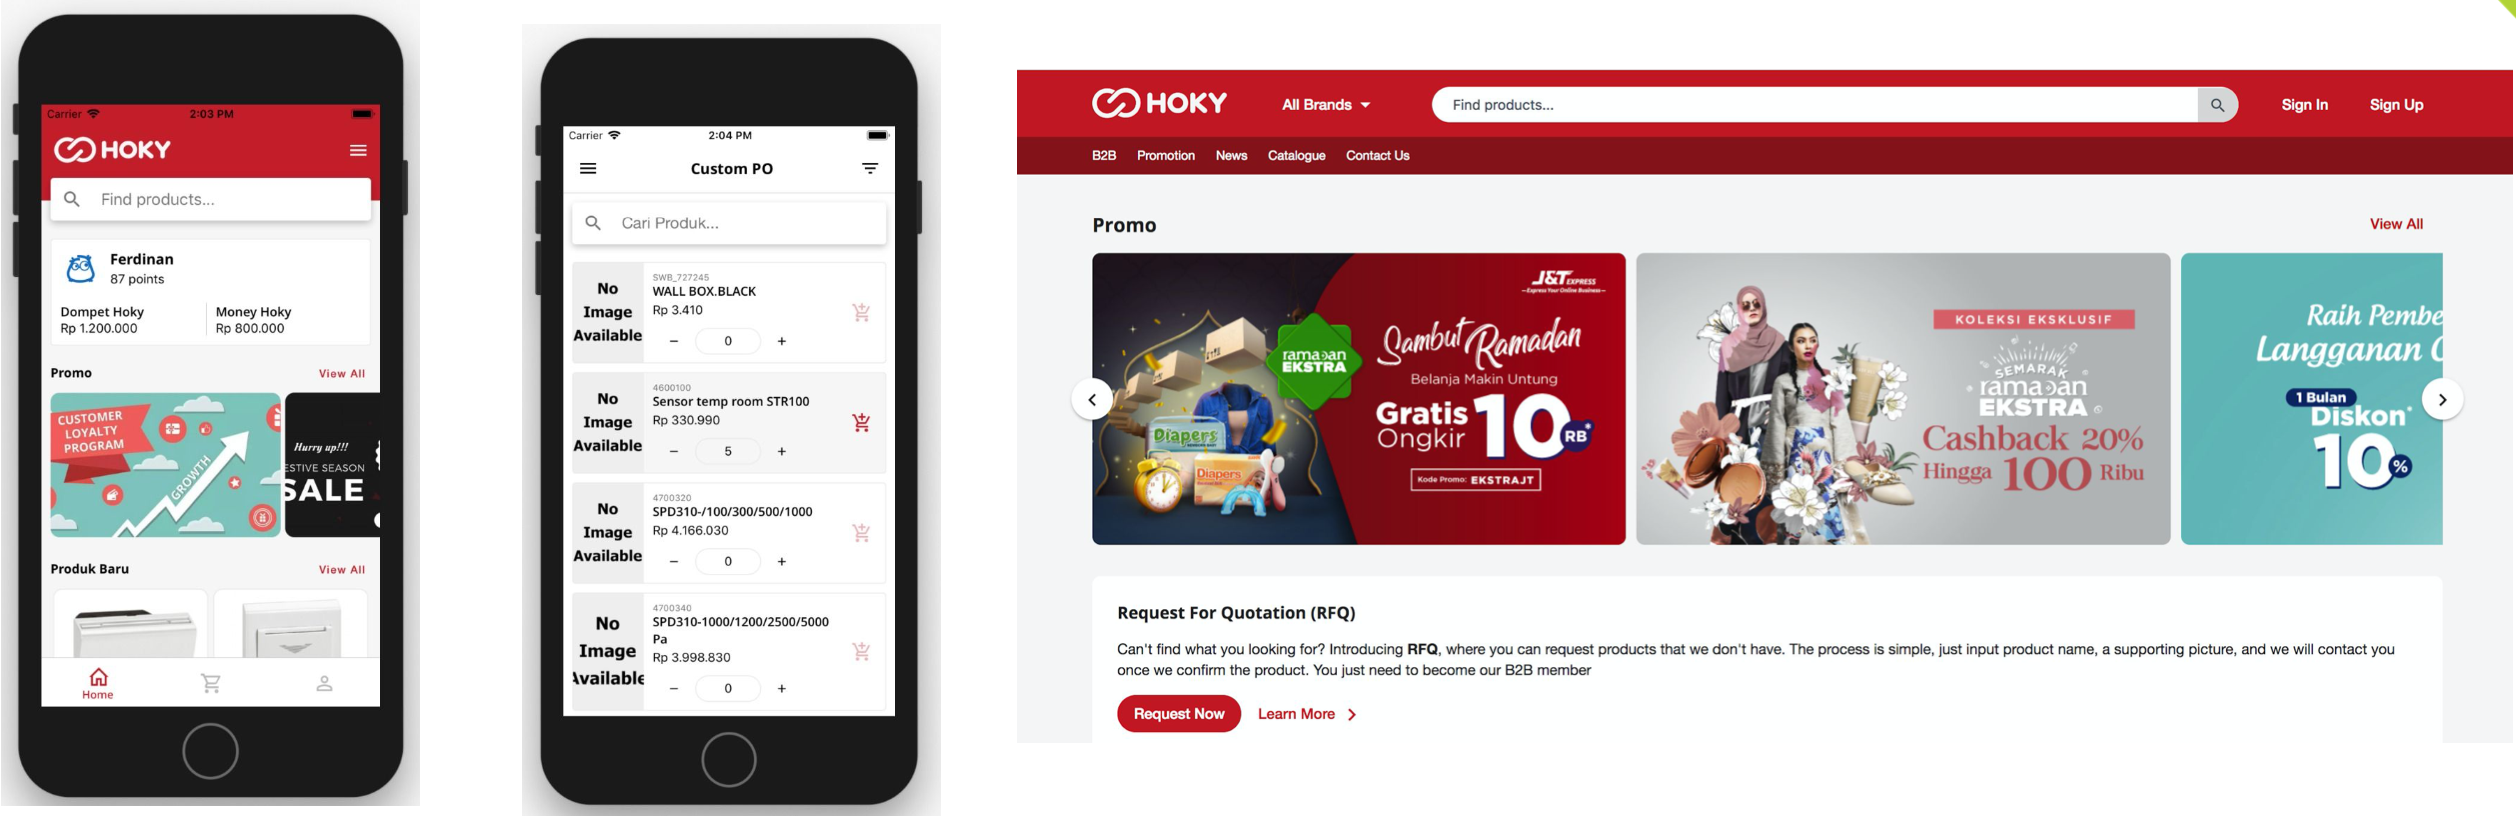 Carrier
2:03 PM
HOKY
Find products...
Ferdinan
87 points
Dompet Hoky
Rp 1.200.000
Money Hoky
Rp 800.000
Promo
View All
CUSTOMER
LOYALTY
PROGRAM
GROWTH
Hurry up!!!
ESTIVE SEASON
SALE
Produk Baru
View All
Home
Carrier
2:04 PM
Custom PO
Cari Produk...
No
Image
Available
SWB_727245
WALL BOX.BLACK
Rp 3.410
− 0 +
No
Image
Available
4600100
Sensor temp room STR100
Rp 330.990
− 5 +
No
Image
Available
4700320
SPD310-/100/300/500/1000
Rp 4.166.030
− 0 +
No
Image
Available
4700340
SPD310-1000/1200/2500/5000
Pa
Rp 3.998.830
− 0 +
HOKY
All Brands
Find products...
Sign In
Sign Up
B2B
Promotion
News
Catalogue
Contact Us
Promo
View All
J&T EXPRESS
Express Your Online Business
ramadan
EKSTRA
Sambut Ramadan
Belanja Makin Untung
Gratis
Ongkir
10 RB*
Kode Promo: EKSTRAJT
Diapers
Diapers
KOLEKSI EKSKLUSIF
SEMARAK
ramadan
EKSTRA
Cashback 20%
Hingga 100 Ribu
Raih Pembe
Langganan
1 Bulan
Diskon*
10%
Request For Quotation (RFQ)
Can't find what you looking for? Introducing RFQ, where you can request products that we don't have. The process is simple, just input product name, a supporting picture, and we will contact you
once we confirm the product. You just need to become our B2B member
Request Now
Learn More